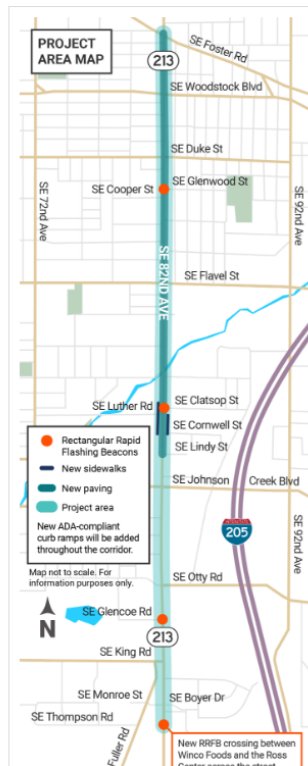 PROJECT
AREA MAP
213
SE Foster Rd
SE Woodstock Blvd
SE Duke St
SE Cooper St
SE Glenwood St
SE 72nd Ave
SE 92nd Ave
SE 82ND AVE
SE Flavel St
SE Luther Rd
SE Clatsop St
SE Cornwell St
SE Lindy St
Rectangular Rapid
Flashing Beacons
New sidewalks
New paving
Project area
New ADA-compliant
curb ramps will be added
throughout the corridor.
SE Johnson
Creek Blvd
205
SE 92nd Ave
Map not to scale. For
information purposes only.
N
SE Otty Rd
SE Glencoe Rd
213
SE King Rd
SE Monroe St
SE Boyer Dr
SE Thompson Rd
Fuller Rd
New RRFB crossing between
Winco Foods and the Ross
Center across the street